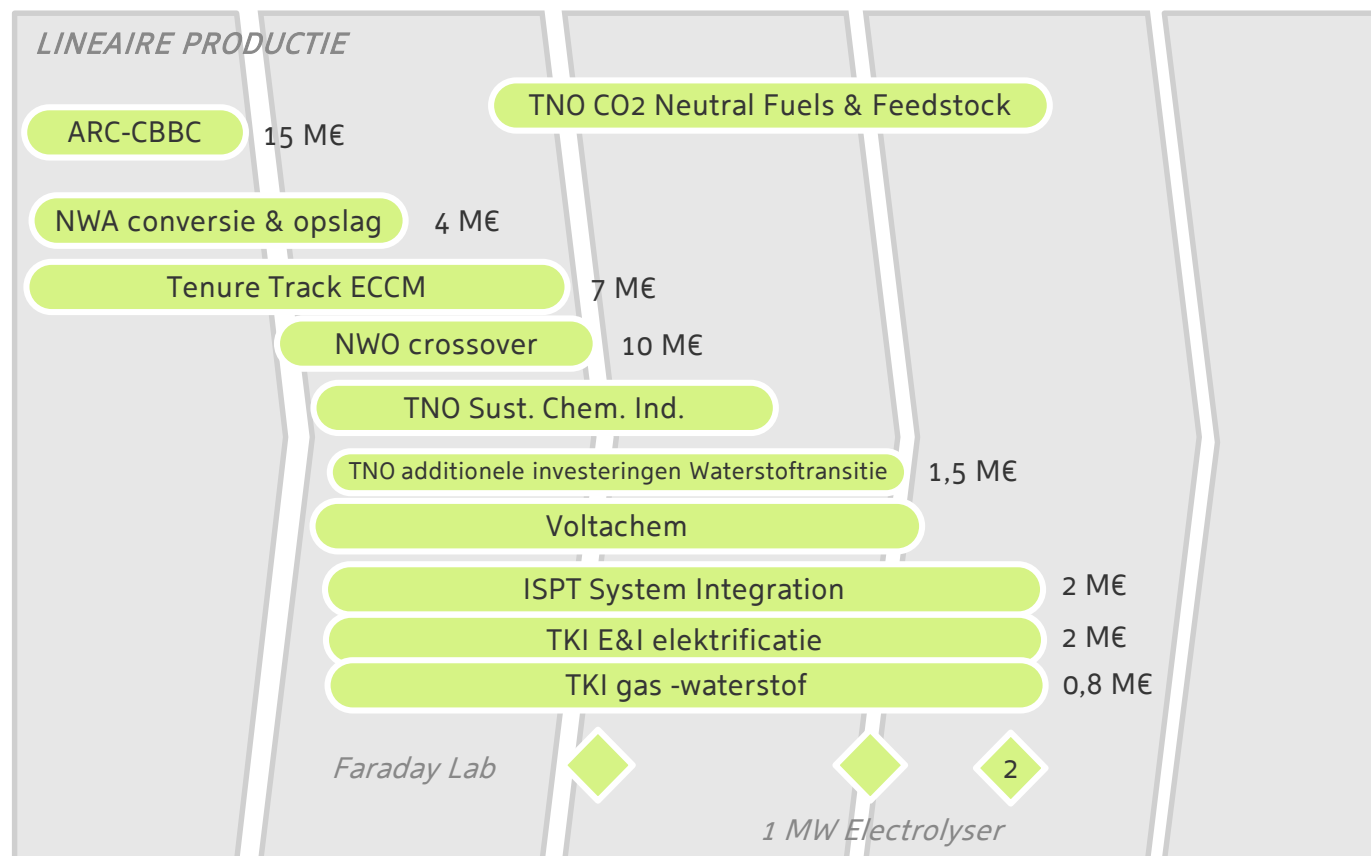 LINEAIRE PRODUCTIE
TNO CO2 Neutral Fuels & Feedstock
ARC-CBBC 15 M€
NWA conversie & opslag 4 M€
Tenure Track ECCM 7 M€
NWO crossover 10 M€
TNO Sust. Chem. Ind.
TNO additionele investeringen Waterstoftransitie 1,5 M€
Voltachem
ISPT System Integration 2 M€
TKI E&I elektrificatie 2 M€
TKI gas -waterstof 0,8 M€
Faraday Lab 2
1 MW Electrolyser